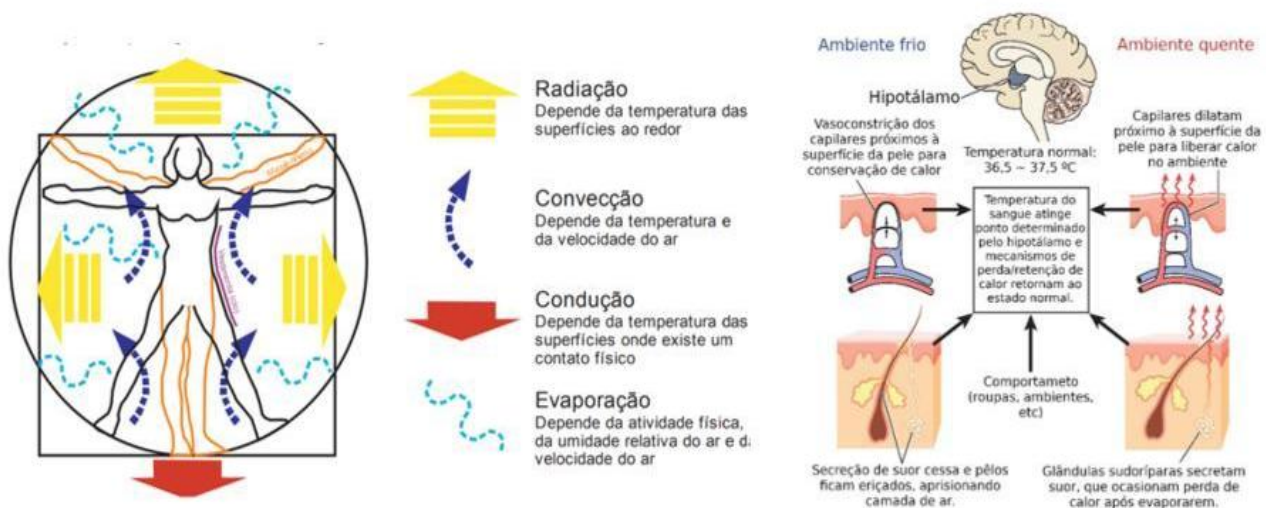 Radiação
Depende da temperatura das
superfícies ao redor
Convecção
Depende da temperatura e
da velocidade do ar
Condução
Depende da temperatura das
superfícies onde existe um
contato físico
Evaporação
Depende da atividade física,
da umidade relativa do ar e da
velocidade do ar
Ambiente frio
Ambiente quente
Hipotálamo
Vasoconstrição dos
capilares próximos à
superfície da pele para
conservação de calor
Temperatura normal:
36,5 ~ 37,5 ºC
Capilares dilatam
próximo à superfície da
pele para liberar calor
no ambiente
Temperatura do
sangue atinge
ponto determinado
pelo hipotálamo e
mecanismos de
perda/retenção de
calor retornam ao
estado normal.
Comportameto
(roupas, ambientes,
etc)
Secreção de suor cessa e pêlos
ficam eriçados, aprisionando
camada de ar.
Glândulas sudoríparas secretam
suor, que ocasionam perda de
calor após evaporarem.